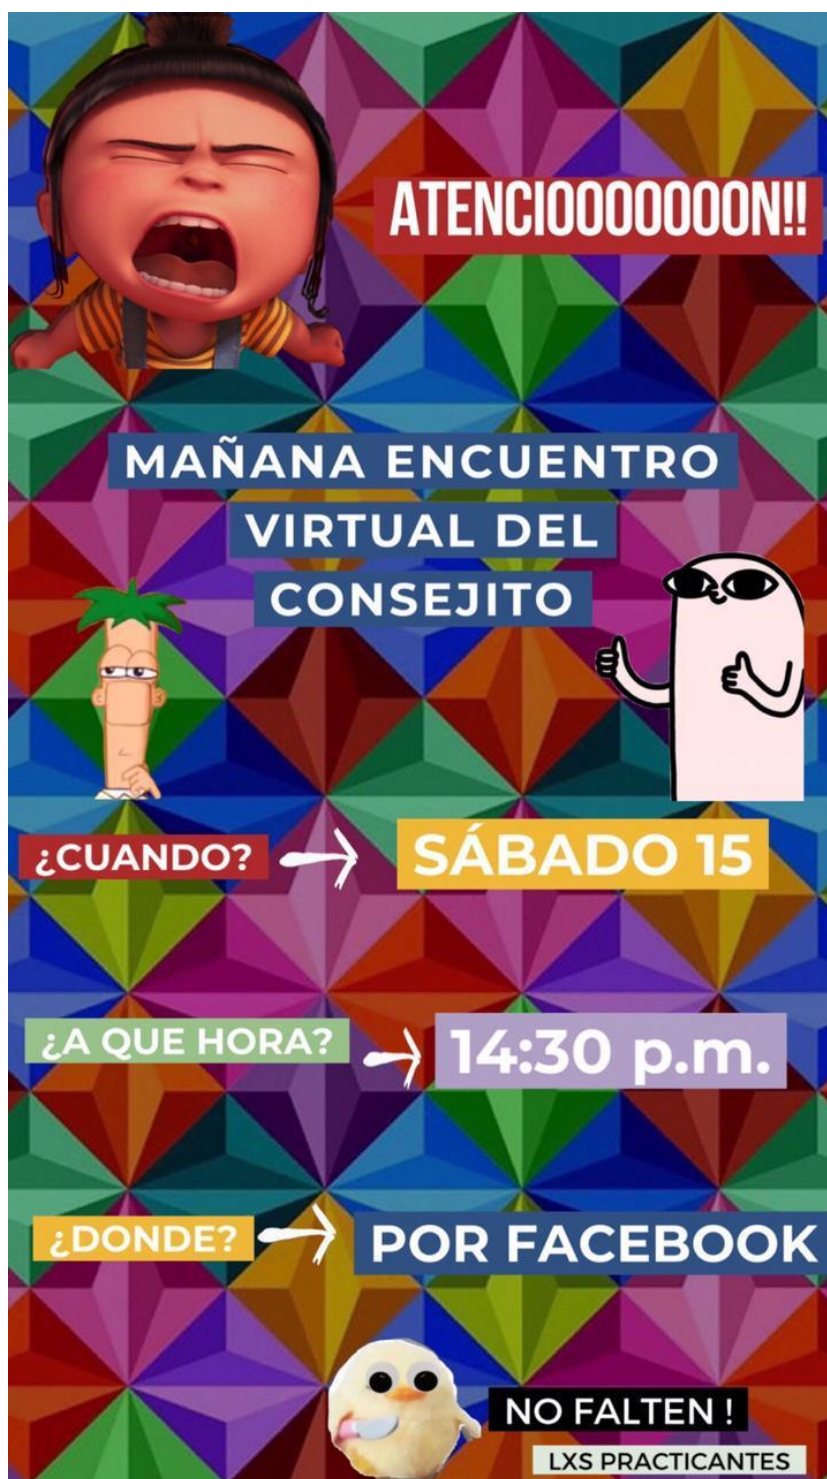 ATENCIOOOOOOON!!
MAÑANA ENCUENTRO
VIRTUAL DEL
CONSEJITO
¿CUANDO?
SÁBADO 15
¿A QUE HORA?
14:30 p.m.
¿DONDE?
POR FACEBOOK
NO FALTEN !
LXS PRACTICANTES